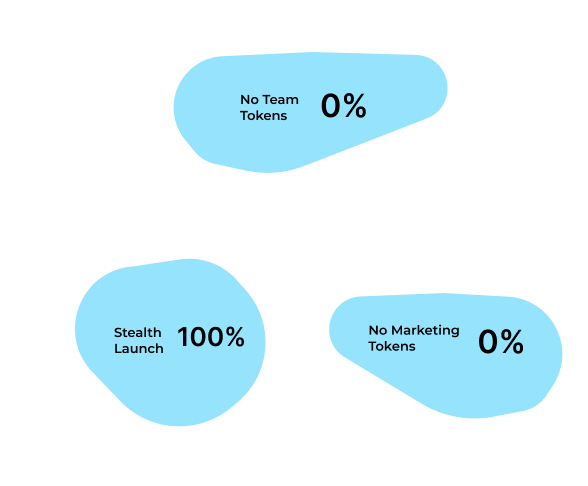 No Team
Tokens
0%
Stealth
Launch
100%
No Marketing
Tokens
0%